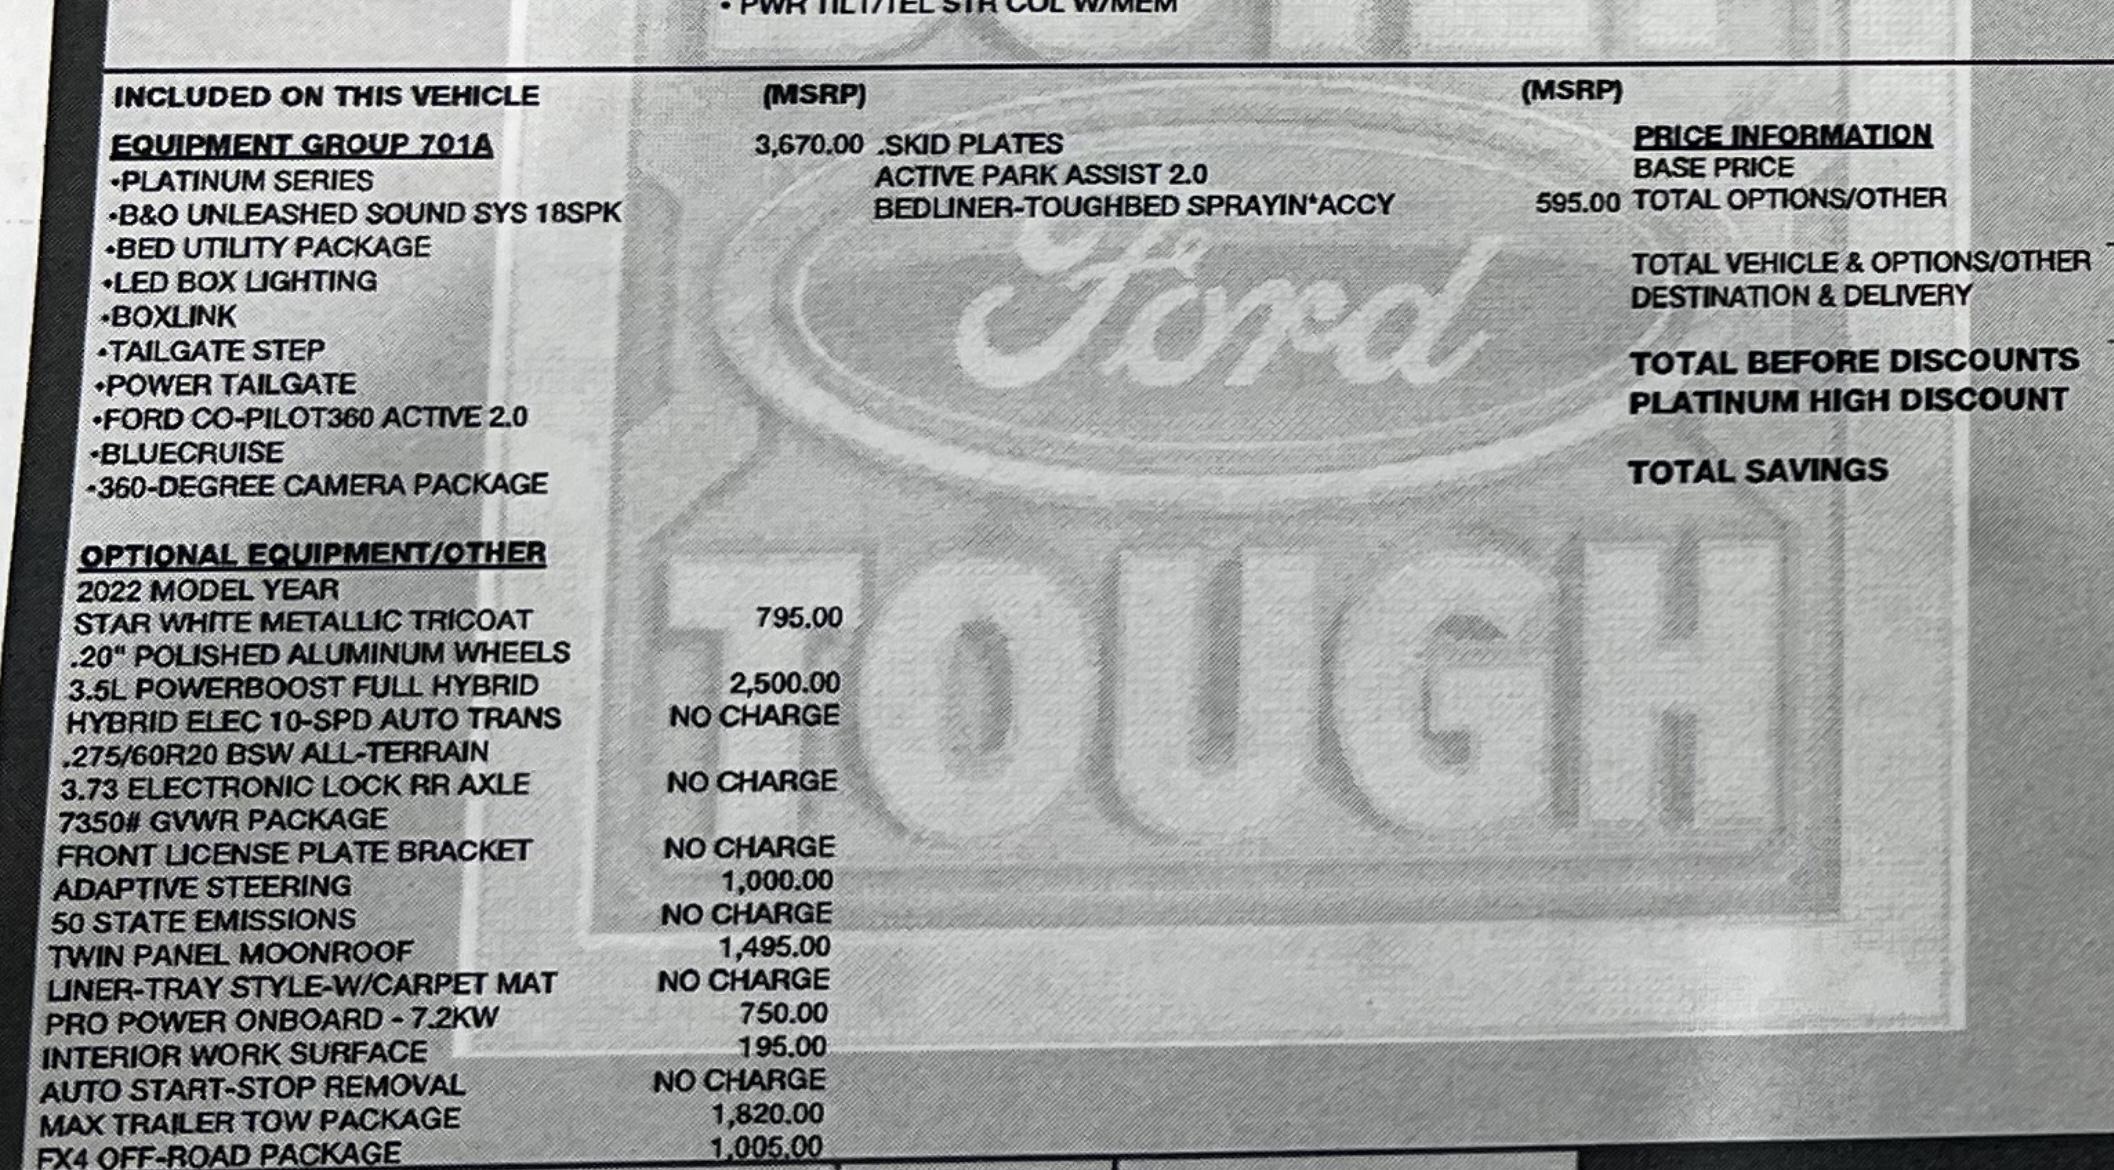 • PWR TILT/TEL STR COL W/MEM
INCLUDED ON THIS VEHICLE (MSRP)
EQUIPMENT GROUP 701A 3,670.00
•PLATINUM SERIES
•B&O UNLEASHED SOUND SYS 18SPK
•BED UTILITY PACKAGE
•LED BOX LIGHTING
•BOXLINK
•TAILGATE STEP
•POWER TAILGATE
•FORD CO-PILOT360 ACTIVE 2.0
•BLUECRUISE
•360-DEGREE CAMERA PACKAGE
OPTIONAL EQUIPMENT/OTHER
2022 MODEL YEAR
STAR WHITE METALLIC TRICOAT 795.00
.20" POLISHED ALUMINUM WHEELS
3.5L POWERBOOST FULL HYBRID 2,500.00
HYBRID ELEC 10-SPD AUTO TRANS NO CHARGE
.275/60R20 BSW ALL-TERRAIN
3.73 ELECTRONIC LOCK RR AXLE NO CHARGE
7350# GVWR PACKAGE
FRONT LICENSE PLATE BRACKET NO CHARGE
ADAPTIVE STEERING 1,000.00
50 STATE EMISSIONS NO CHARGE
TWIN PANEL MOONROOF 1,495.00
LINER-TRAY STYLE-W/CARPET MAT NO CHARGE
PRO POWER ONBOARD - 7.2KW 750.00
INTERIOR WORK SURFACE 195.00
AUTO START-STOP REMOVAL NO CHARGE
MAX TRAILER TOW PACKAGE 1,820.00
FX4 OFF-ROAD PACKAGE 1,005.00
(MSRP)
.SKID PLATES
ACTIVE PARK ASSIST 2.0
BEDLINER-TOUGHBED SPRAYIN*ACCY 595.00
PRICE INFORMATION
BASE PRICE
TOTAL OPTIONS/OTHER
TOTAL VEHICLE & OPTIONS/OTHER
DESTINATION & DELIVERY
TOTAL BEFORE DISCOUNTS
PLATINUM HIGH DISCOUNT
TOTAL SAVINGS
Ford
TOUGH